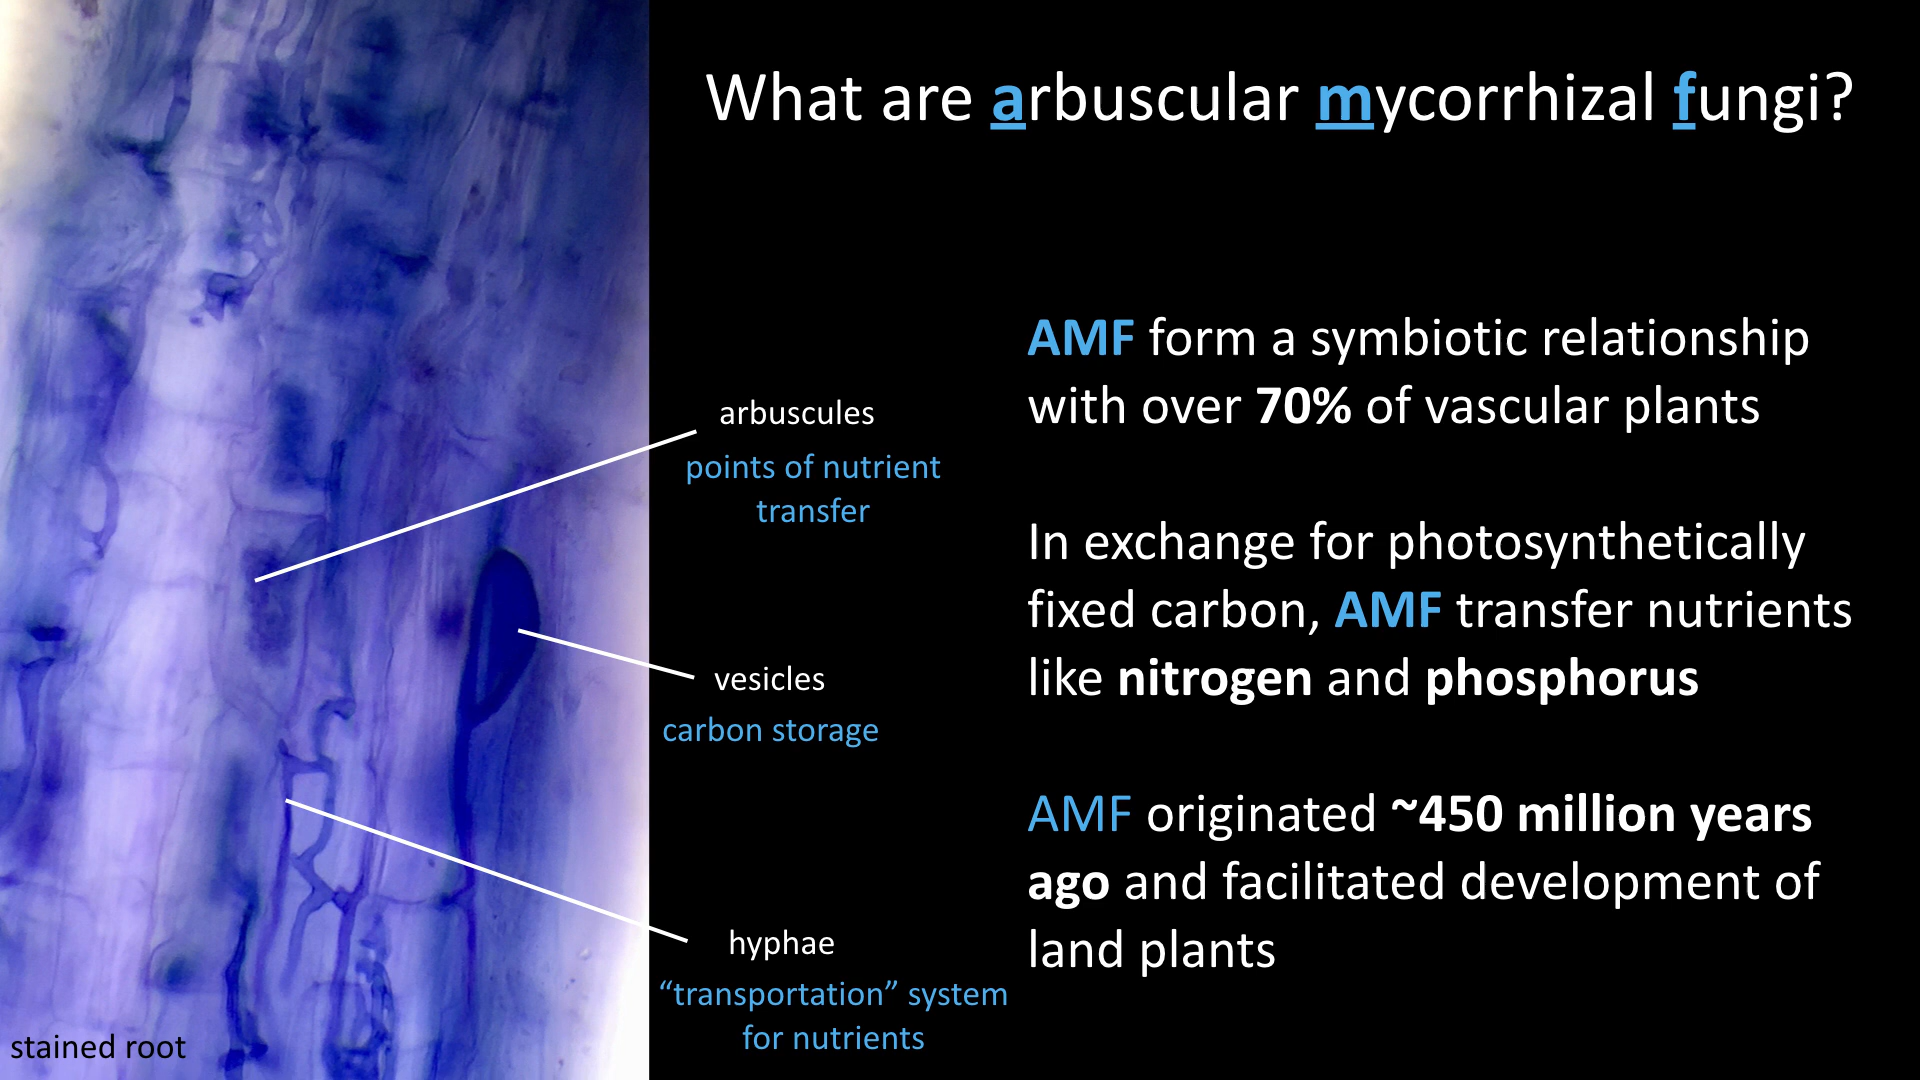 What are arbuscular mycorrhizal fungi?
arbuscules
points of nutrient
transfer
vesicles
carbon storage
hyphae
“transportation” system
for nutrients
stained root
AMF form a symbiotic relationship
with over 70% of vascular plants
In exchange for photosynthetically
fixed carbon, AMF transfer nutrients
like nitrogen and phosphorus
AMF originated ~450 million years
ago and facilitated development of
land plants